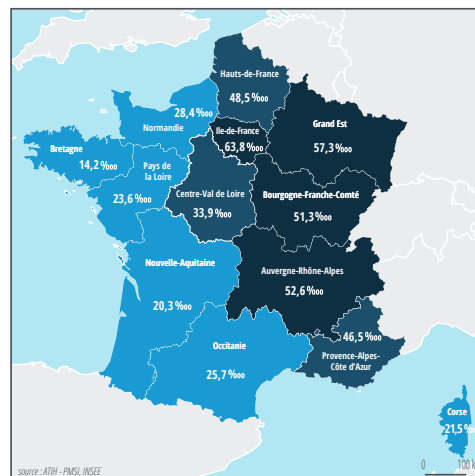 Hauts-de-France
48,5 ‱
28,4 ‱
Normandie
Ile-de-France
63,8 ‱
Grand Est
57,3 ‱
Bretagne
14,2 ‱
Pays de
la Loire
23,6 ‱
Centre-Val de Loire
33,9 ‱
Bourgogne-Franche-Comté
51,3 ‱
Nouvelle-Aquitaine
20,3 ‱
Auvergne-Rhône-Alpes
52,6 ‱
Occitanie
25,7 ‱
46,5 ‱
Provence-Alpes-
Côte d'Azur
Corse
21,5 %
0 100 k
source : ATIH - PMSI, INSEE